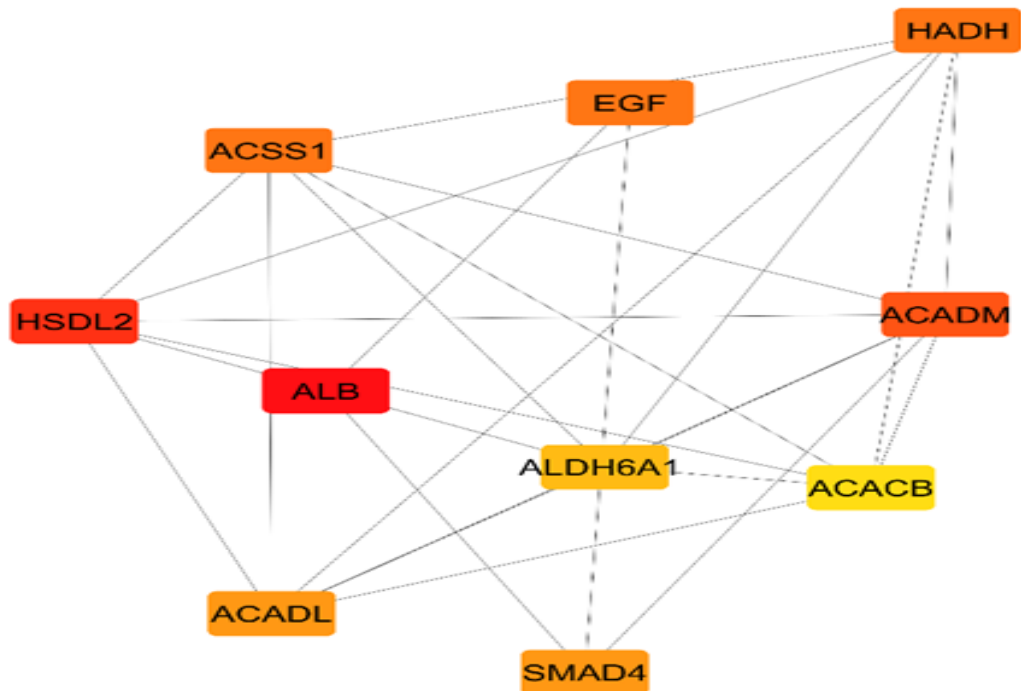 HADH
EGF
ACSS1
HSDL2
ACADM
ALB
ALDH6A1
ACACB
ACADL
SMAD4